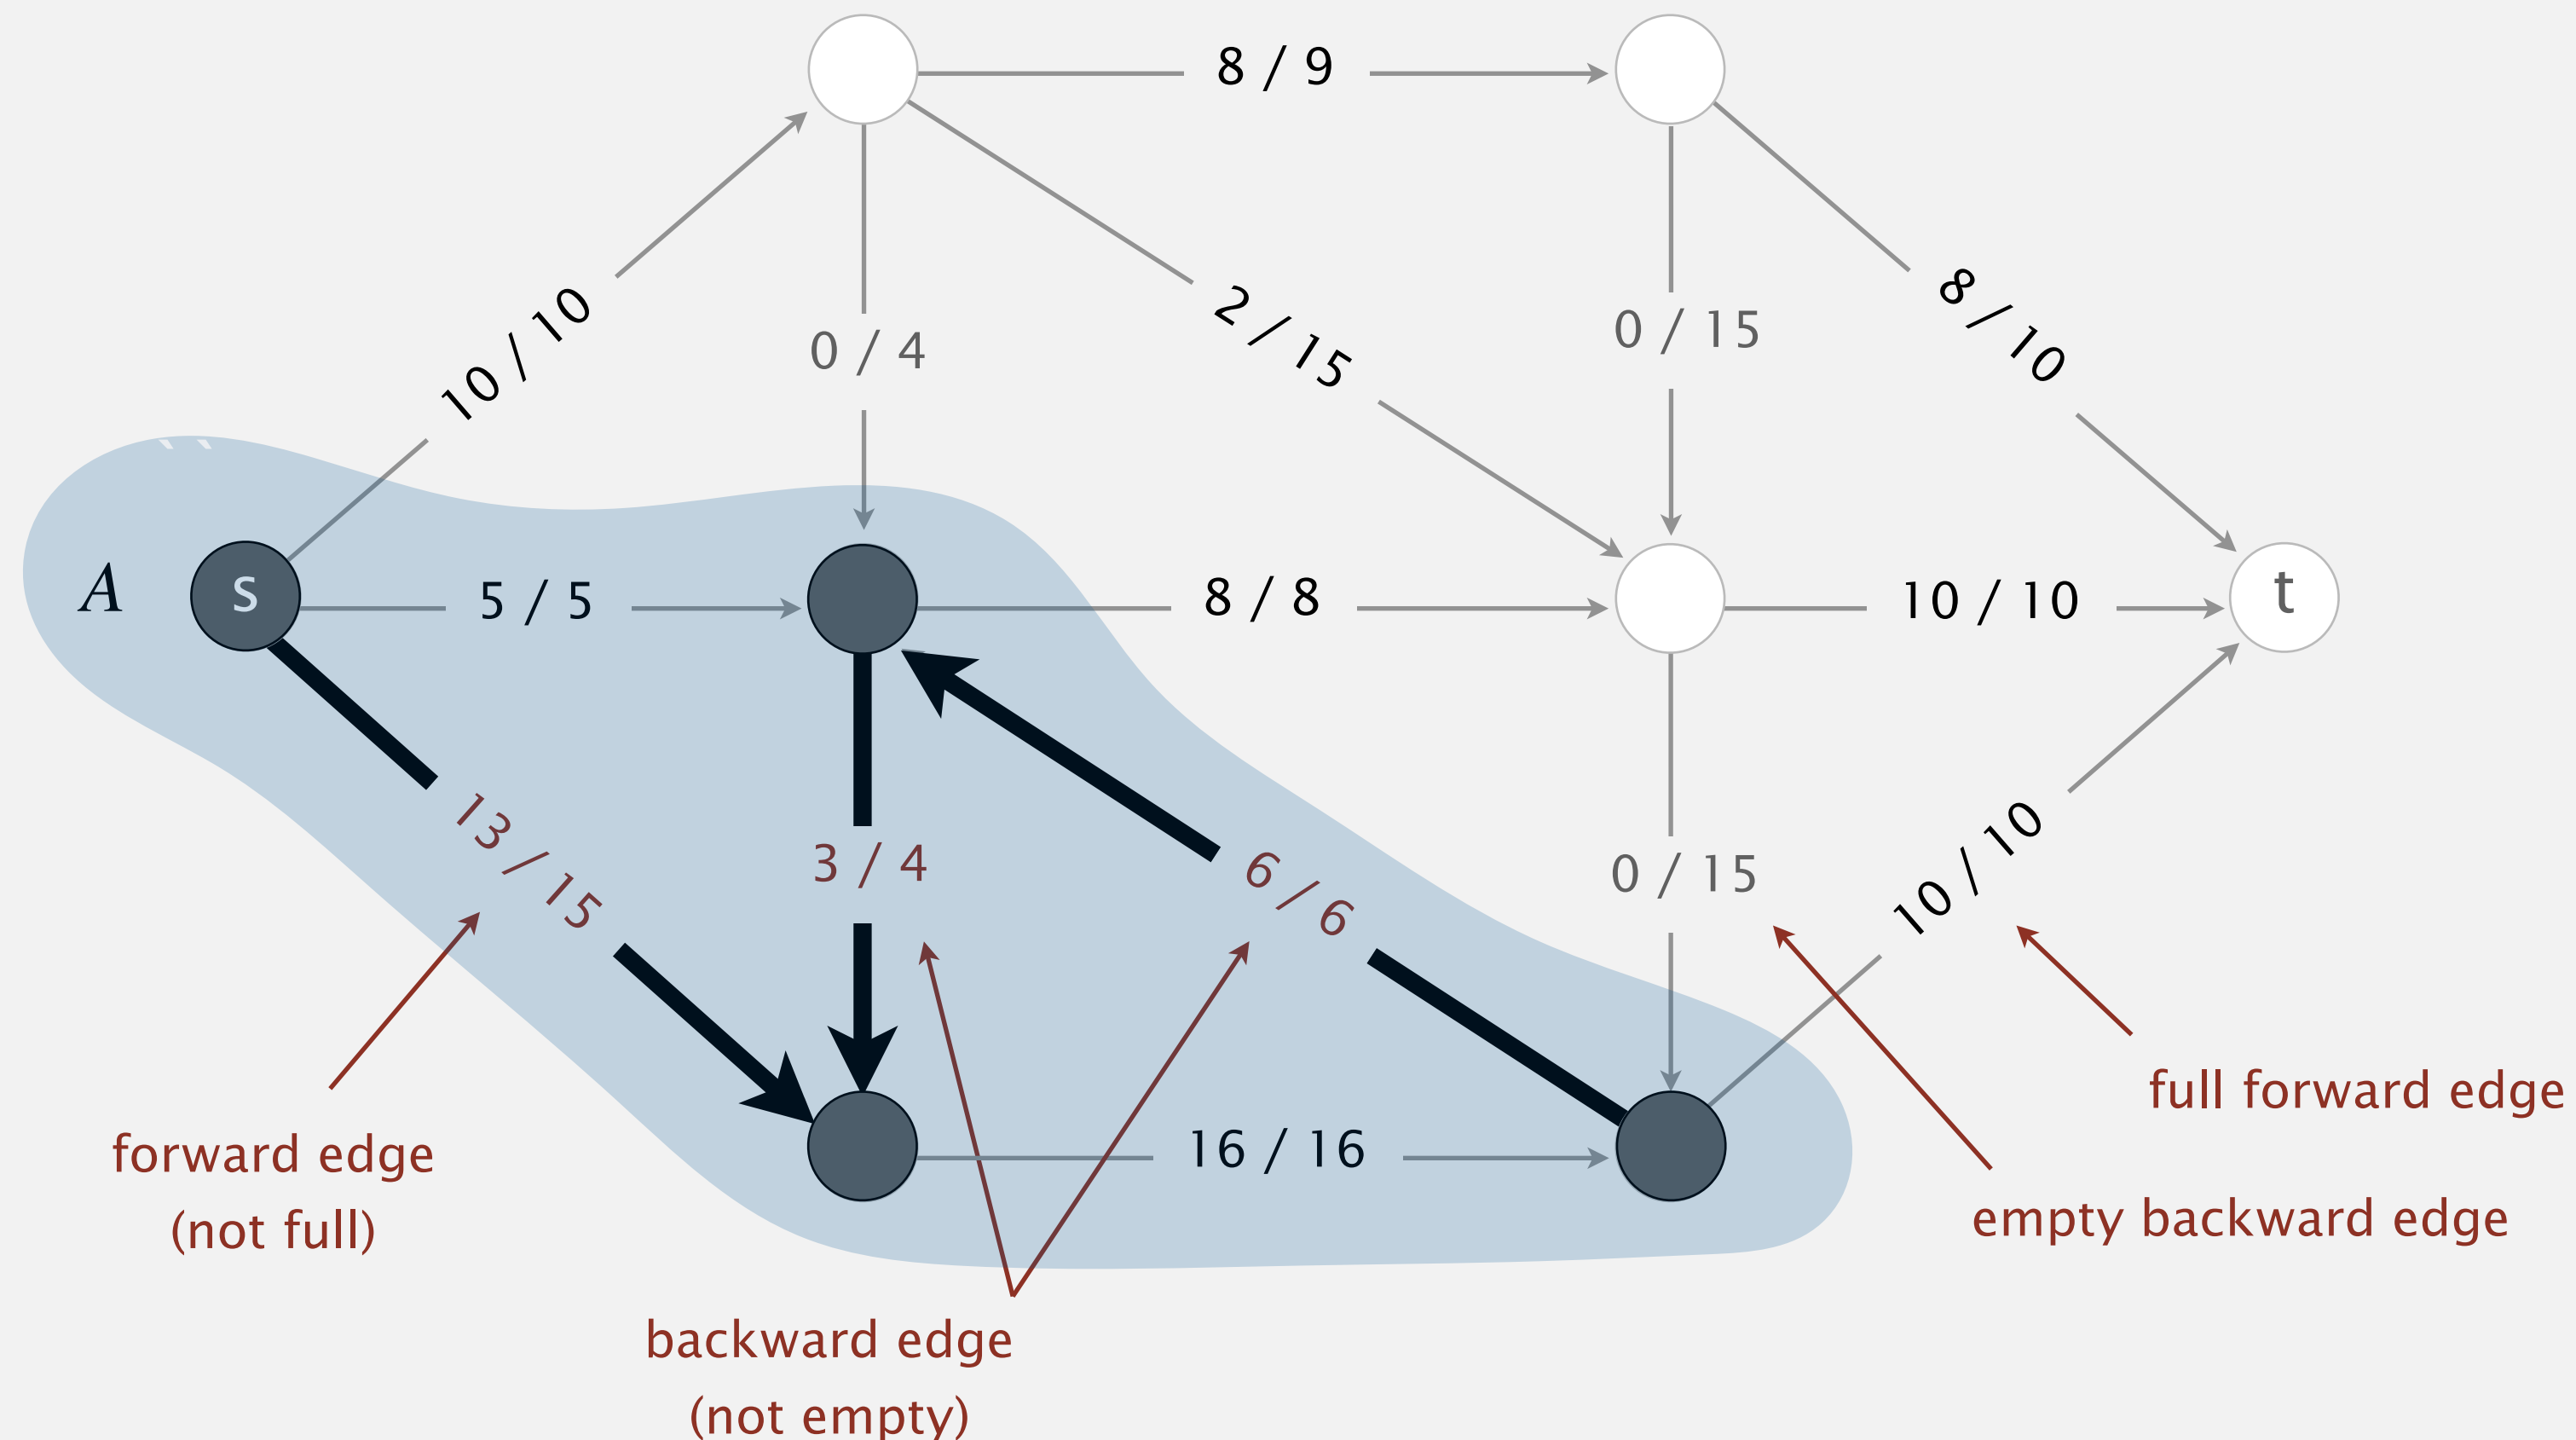 8 / 9
10 / 10
0 / 4
2 / 15
0 / 15
8 / 10
A
s
5 / 5
8 / 8
10 / 10
t
13 / 15
3 / 4
6 / 6
0 / 15
10 / 10
full forward edge
forward edge
(not full)
16 / 16
empty backward edge
backward edge
(not empty)